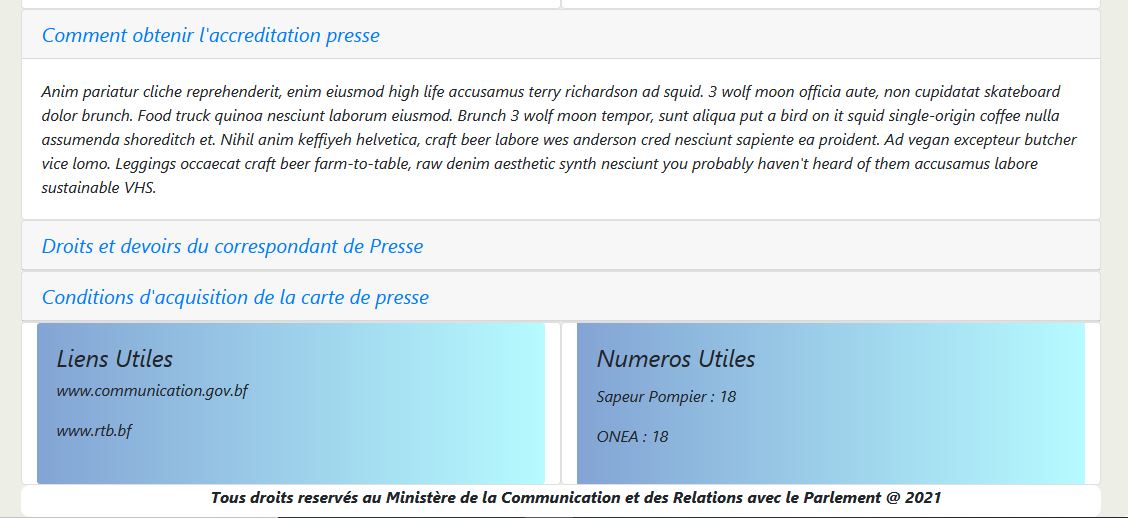 Comment obtenir l'accreditation presse
Anim pariatur cliche reprehenderit, enim eiusmod high life accusamus terry richardson ad squid. 3 wolf moon officia aute, non cupidatat skateboard
dolor brunch. Food truck quinoa nesciunt laborum eiusmod. Brunch 3 wolf moon tempor, sunt aliqua put a bird on it squid single-origin coffee nulla
assumenda shoreditch et. Nihil anim keffiyeh helvetica, craft beer labore wes anderson cred nesciunt sapiente ea proident. Ad vegan excepteur butcher
vice lomo. Leggings occaecat craft beer farm-to-table, raw denim aesthetic synth nesciunt you probably haven't heard of them accusamus labore
sustainable VHS.
Droits et devoirs du correspondant de Presse
Conditions d'acquisition de la carte de presse
Liens Utiles
www.communication.gov.bf
www.rtb.bf
Numeros Utiles
Sapeur Pompier : 18
ONEA : 18
Tous droits reservés au Ministère de la Communication et des Relations avec le Parlement @ 2021